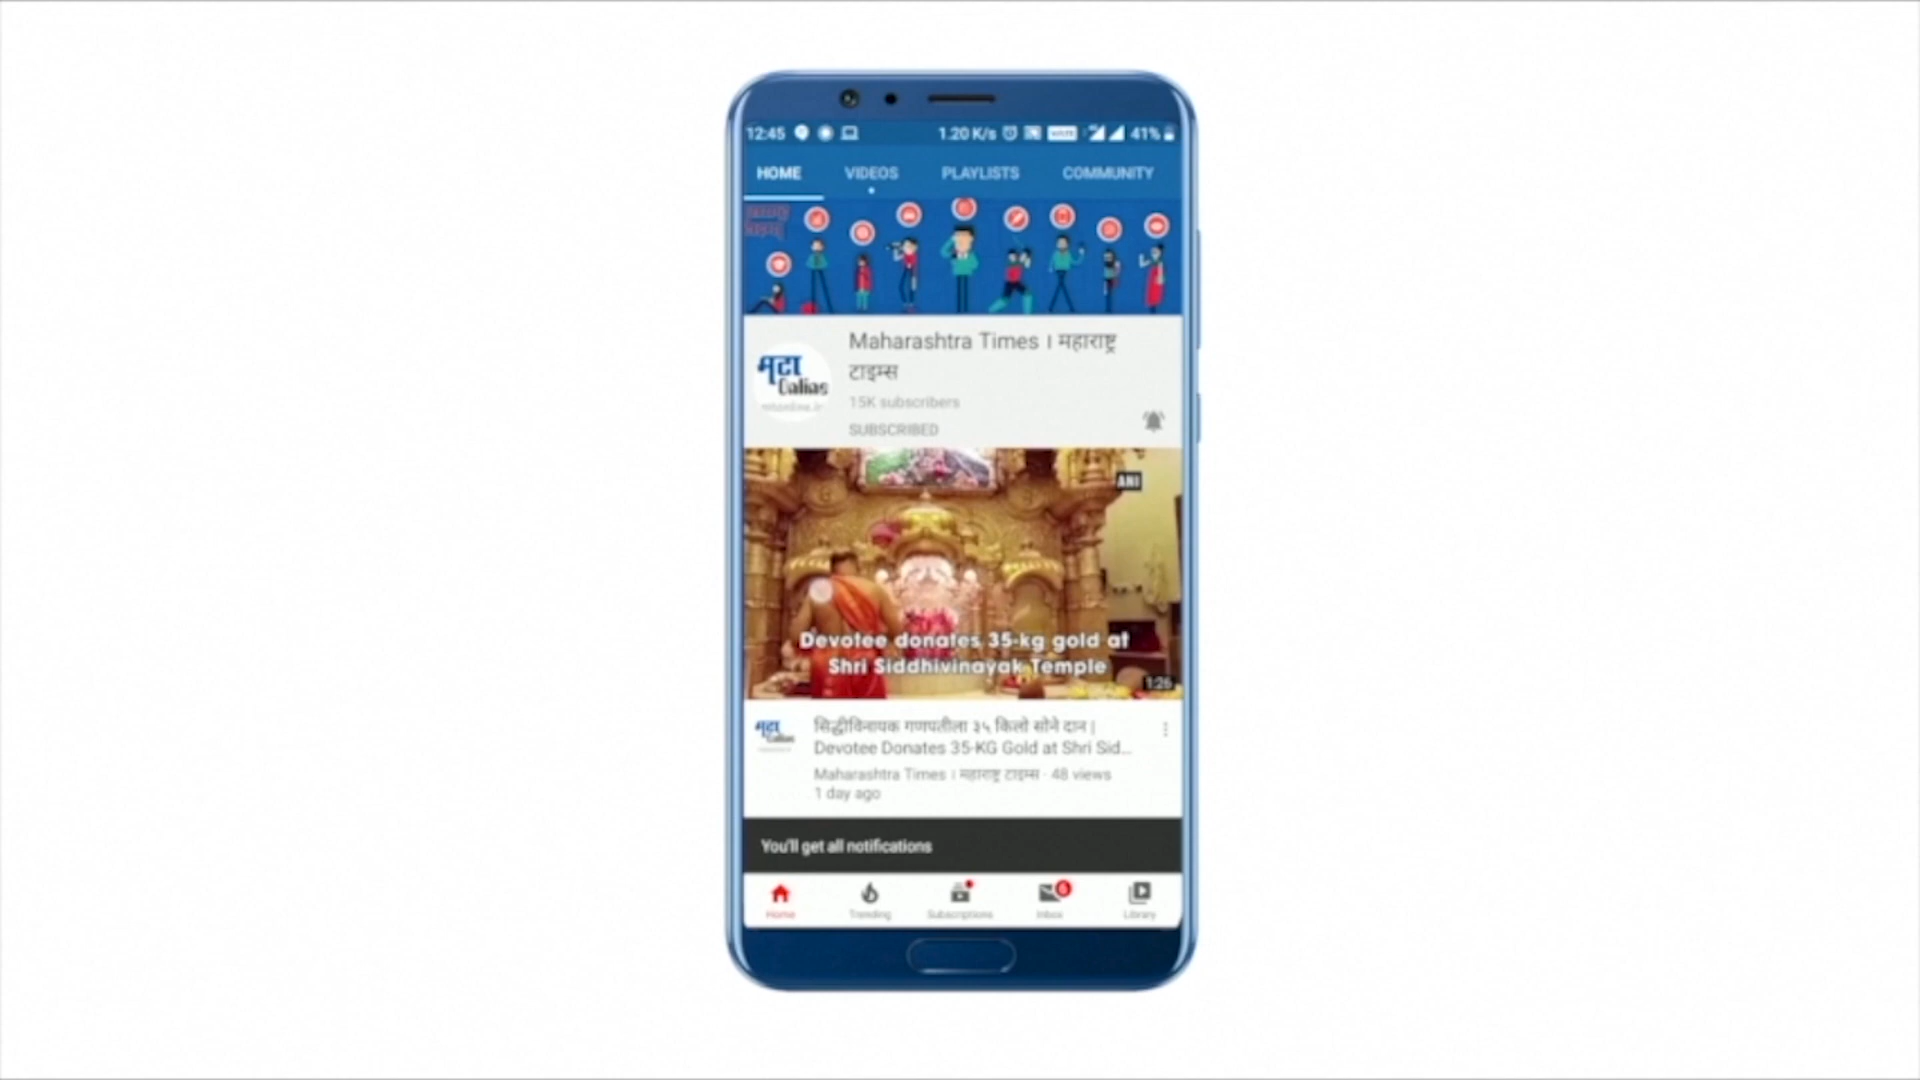 12:45 1.20 K/s 41%
HOME VIDEOS PLAYLISTS COMMUNITY
Maharashtra Times । महाराष्ट्र
टाइम्स
मटा
Online
15K subscribers
SUBSCRIBED
ANI
Devotee donates 35-kg gold at
Shri Siddhivinayak Temple
1:26
सिद्धीविनायक गणपतीला ३५ किलो सोने दान |
Devotee Donates 35-KG Gold at Shri Sid...
Maharashtra Times । महाराष्ट्र टाइम्स · 48 views
1 day ago
You'll get all notifications
6
Home Trending Subscriptions Inbox Library